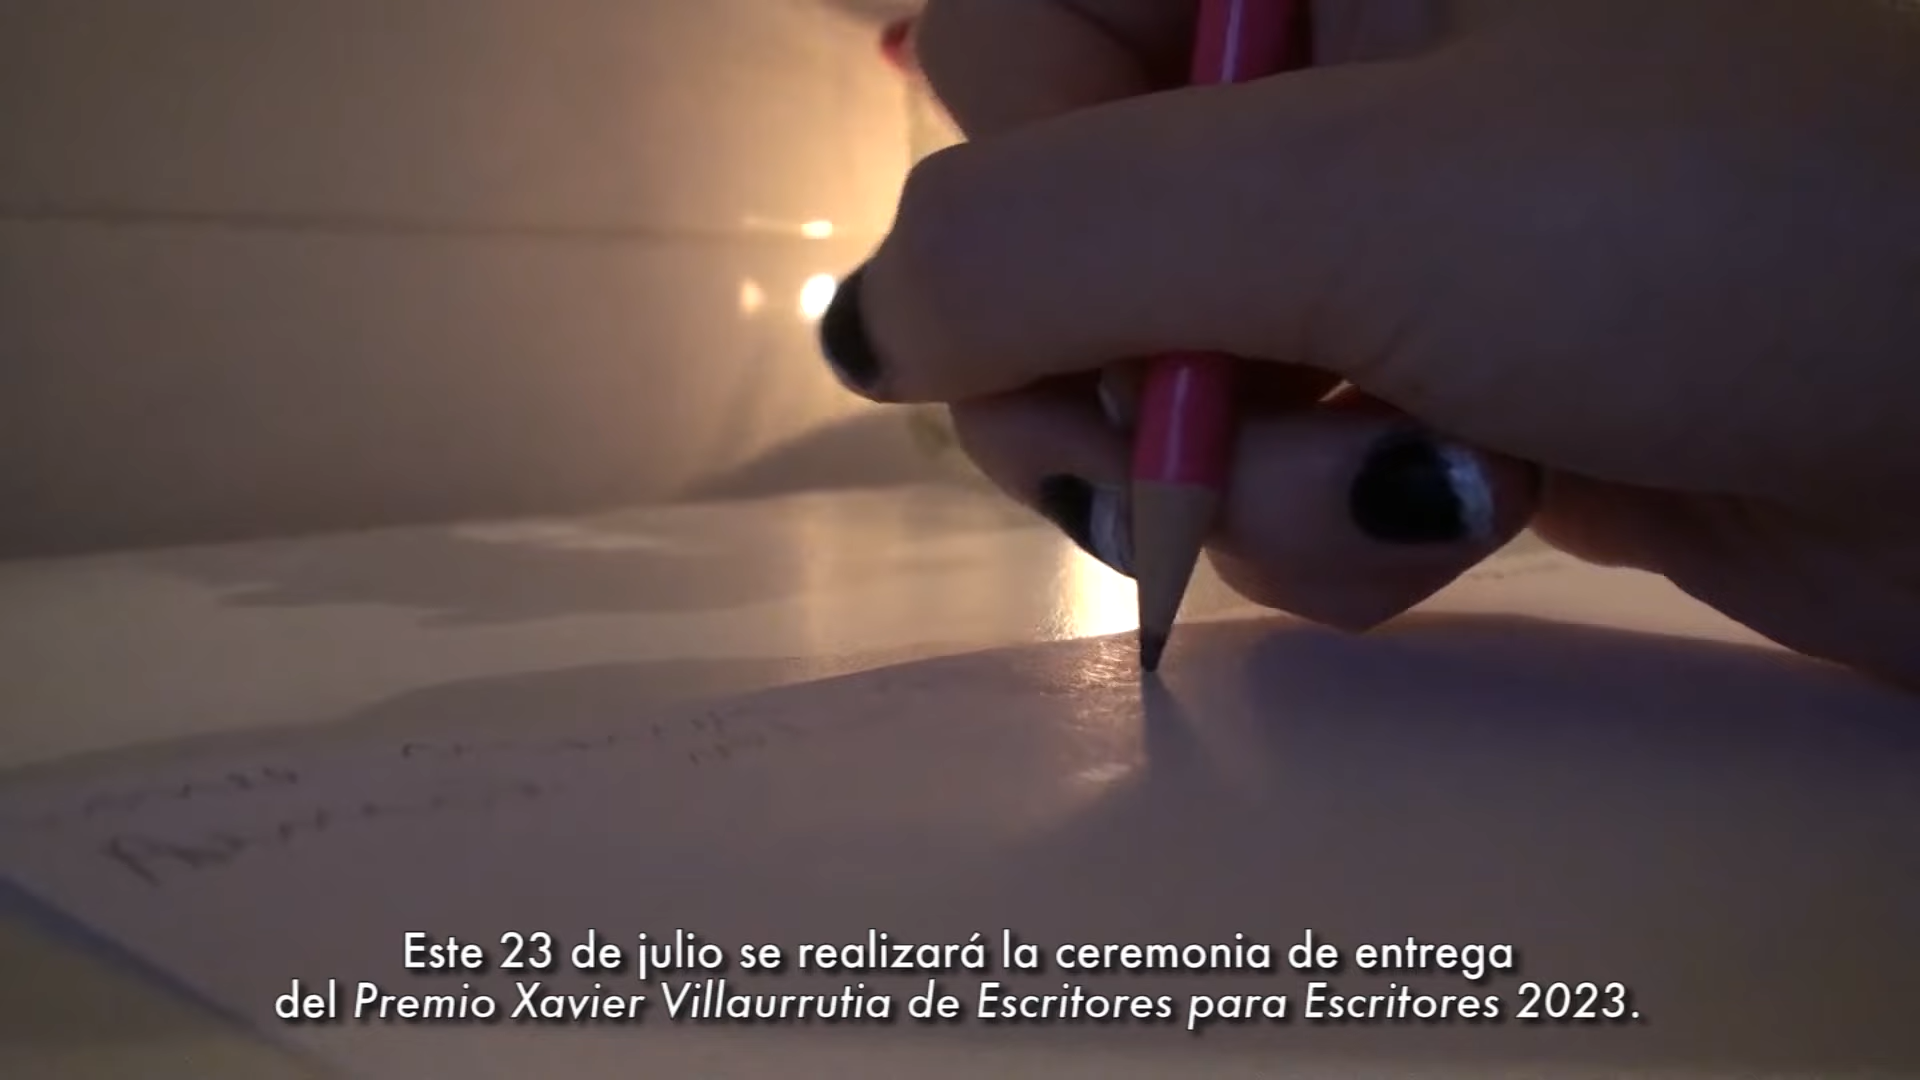 Este 23 de julio se realizará la ceremonia de entrega
del Premio Xavier Villaurrutia de Escritores para Escritores 2023.